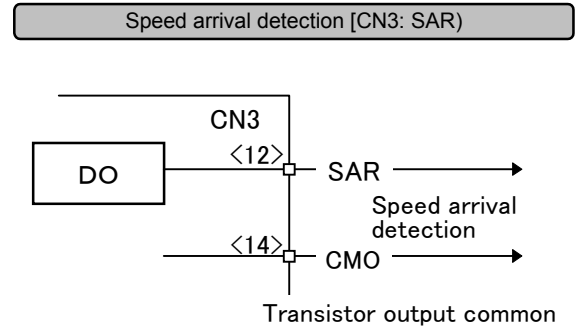 Speed arrival detection [CN3: SAR)
CN3
<12>
DO
SAR
Speed arrival
detection
<14>
CMO
Transistor output common